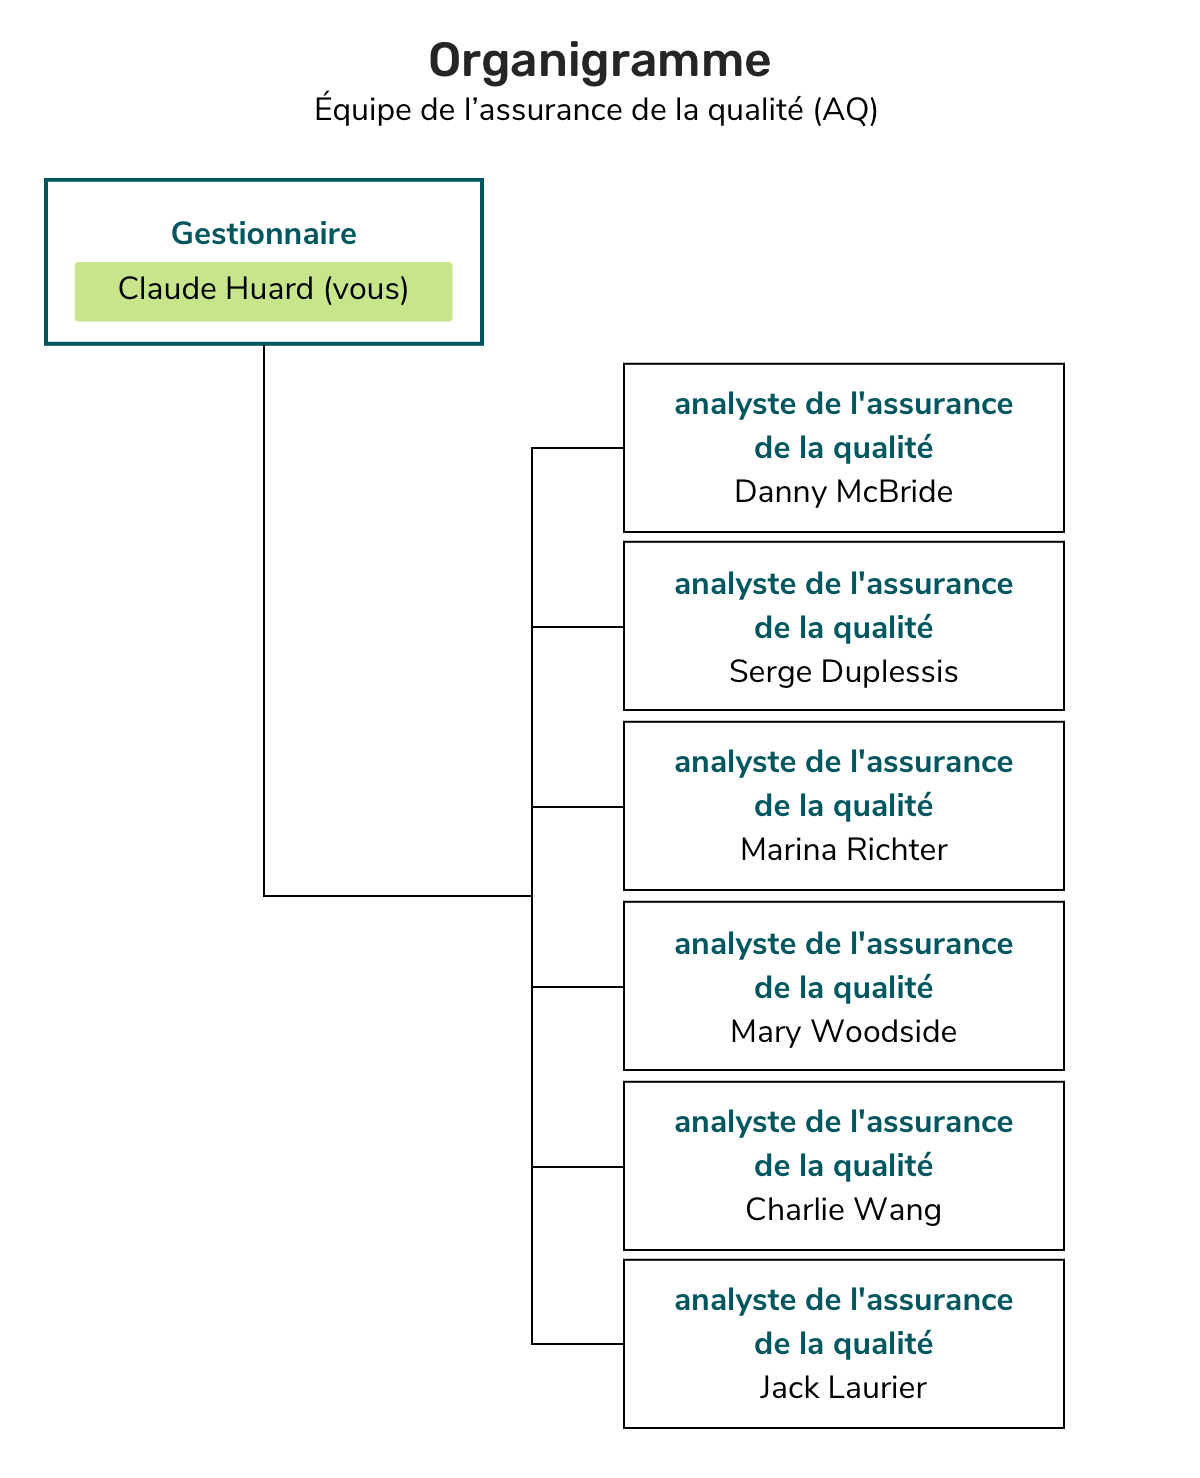 Organigramme
Équipe de l’assurance de la qualité (AQ)
Gestionnaire
Claude Huard (vous)
analyste de l'assurance
de la qualité
Danny McBride
analyste de l'assurance
de la qualité
Serge Duplessis
analyste de l'assurance
de la qualité
Marina Richter
analyste de l'assurance
de la qualité
Mary Woodside
analyste de l'assurance
de la qualité
Charlie Wang
analyste de l'assurance
de la qualité
Jack Laurier